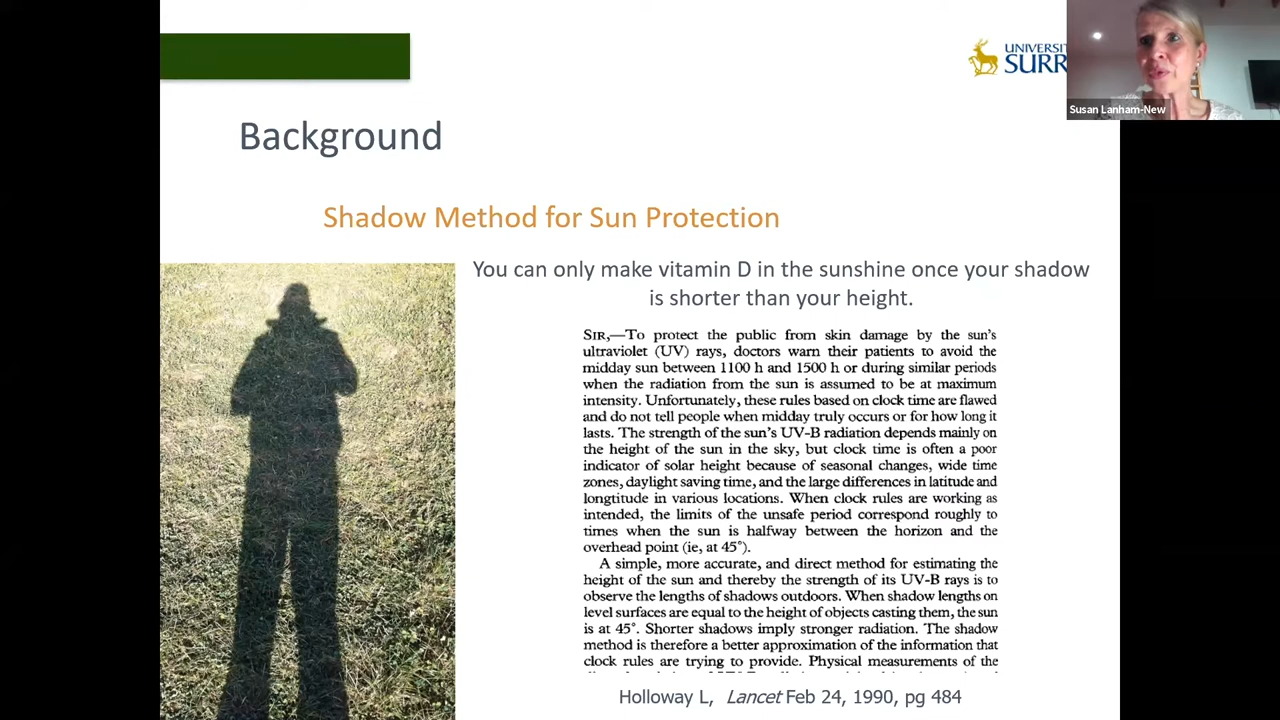 UNIVERSIT
SURR
Susan Lanham-New
Background
Shadow Method for Sun Protection
You can only make vitamin D in the sunshine once your shadow
is shorter than your height.
SIR,—To protect the public from skin damage by the sun's
ultraviolet (UV) rays, doctors warn their patients to avoid the
midday sun between 1100 h and 1500 h or during similar periods
when the radiation from the sun is assumed to be at maximum
intensity. Unfortunately, these rules based on clock time are flawed
and do not tell people when midday truly occurs or for how long it
lasts. The strength of the sun's UV-B radiation depends mainly on
the height of the sun in the sky, but clock time is often a poor
indicator of solar height because of seasonal changes, wide time
zones, daylight saving time, and the large differences in latitude and
longtitude in various locations. When clock rules are working as
intended, the limits of the unsafe period correspond roughly to
times when the sun is halfway between the horizon and the
overhead point (ie, at 45°).
A simple, more accurate, and direct method for estimating the
height of the sun and thereby the strength of its UV-B rays is to
observe the lengths of shadows outdoors. When shadow lengths on
level surfaces are equal to the height of objects casting them, the sun
is at 45°. Shorter shadows imply stronger radiation. The shadow
method is therefore a better approximation of the information that
clock rules are trying to provide. Physical measurements of the
Holloway L, Lancet Feb 24, 1990, pg 484